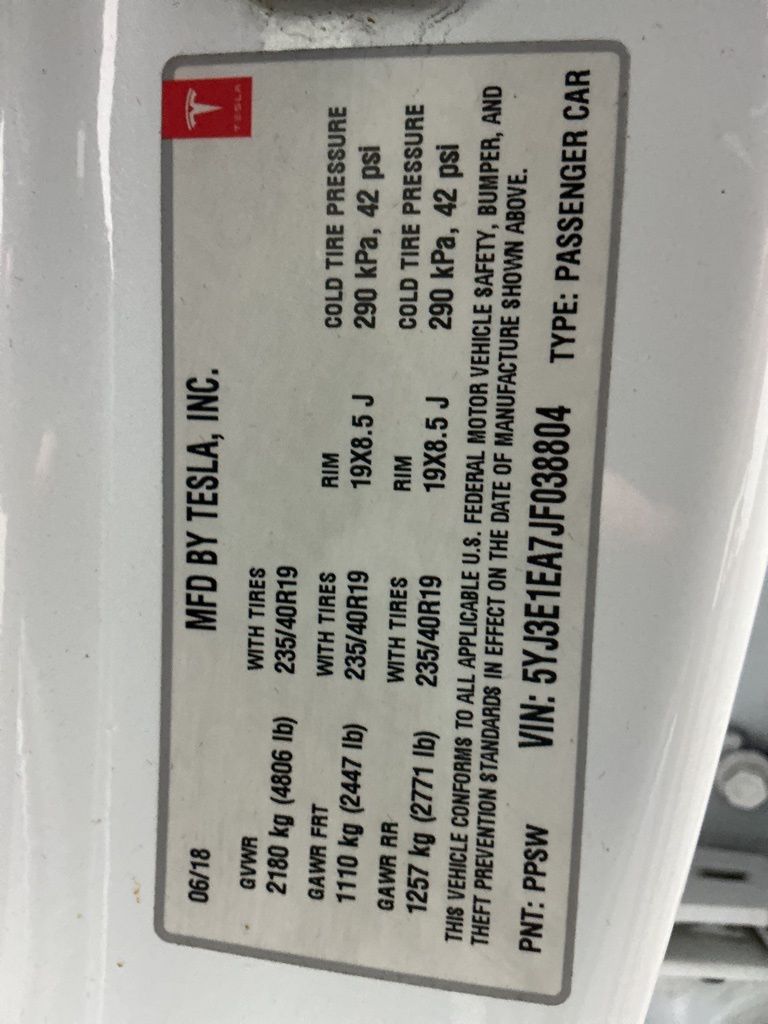 TESLA
06/18 MFD BY TESLA, INC.
GVWR WITH TIRES
2180 kg (4806 lb) 235/40R19
GAWR FRT WITH TIRES RIM COLD TIRE PRESSURE
1110 kg (2447 lb) 235/40R19 19X8.5 J 290 kPa, 42 psi
GAWR RR WITH TIRES RIM COLD TIRE PRESSURE
1257 kg (2771 lb) 235/40R19 19X8.5 J 290 kPa, 42 psi
THIS VEHICLE CONFORMS TO ALL APPLICABLE U.S. FEDERAL MOTOR VEHICLE SAFETY, BUMPER, AND
THEFT PREVENTION STANDARDS IN EFFECT ON THE DATE OF MANUFACTURE SHOWN ABOVE.
PNT: PPSW VIN: 5YJ3E1EA7JF038804 TYPE: PASSENGER CAR